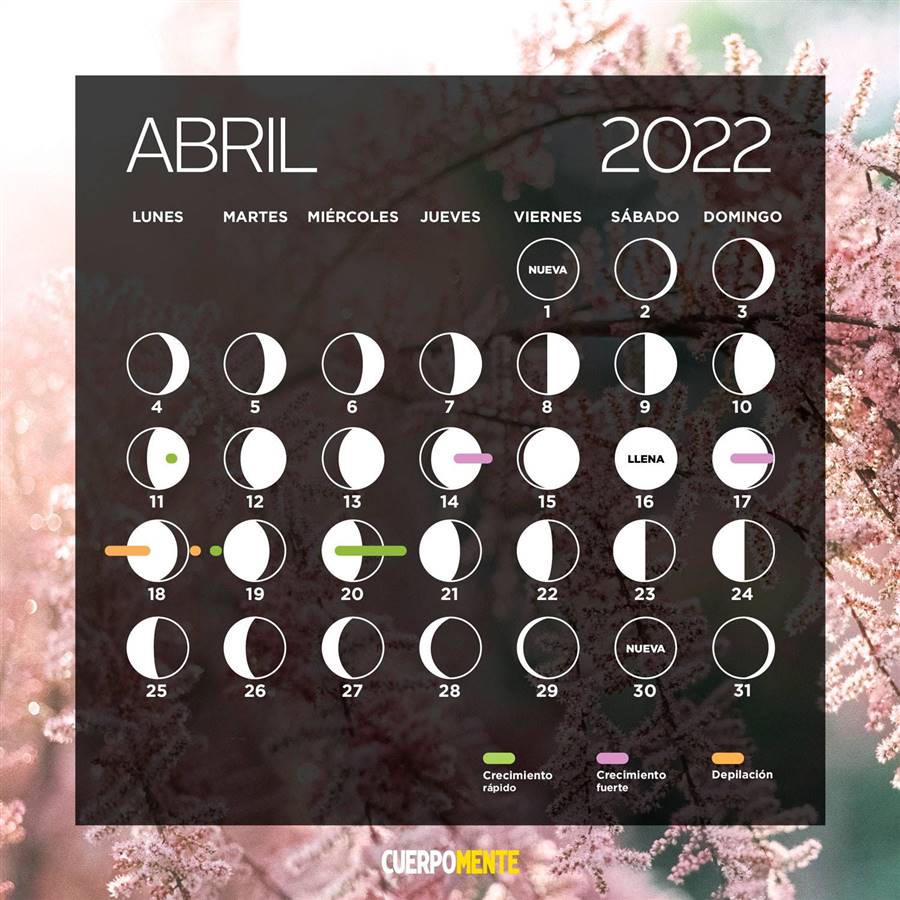 ABRIL 2022
LUNES MARTES MIÉRCOLES JUEVES VIERNES SÁBADO DOMINGO
NUEVA
1 2 3
4 5 6 7 8 9 10
LLENA
11 12 13 14 15 16 17
18 19 20 21 22 23 24
NUEVA
25 26 27 28 29 30 31
Crecimiento rápido
Crecimiento fuerte
Depilación
CUERPOMENTE